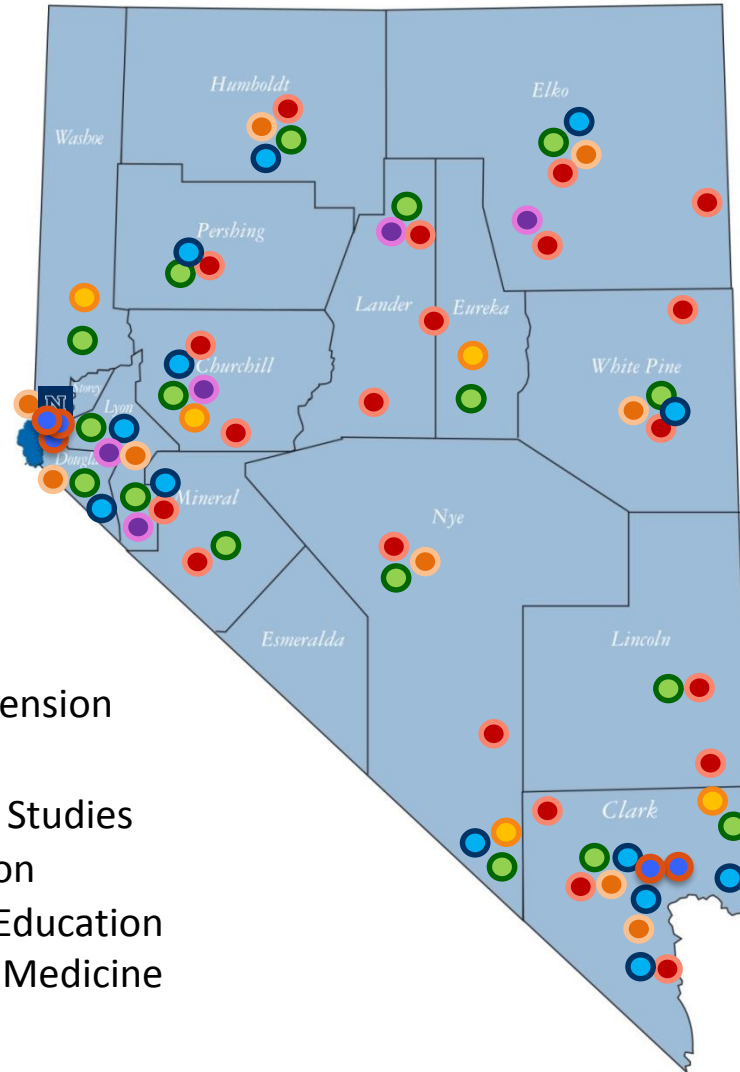 Humboldt
Elko
Washoe
Pershing
Lander
Eureka
Churchill
White Pine
Storey
N
Lyon
Mineral
Nye
Esmeralda
Lincoln
ension
Studies
Clark
on
Education
Medicine